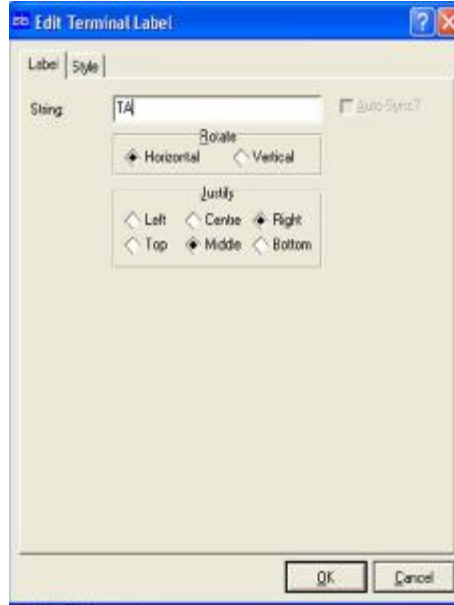 Edit Terminal Label
Label Style
String: TA Auto-Sync?
Rotate
Horizontal Vertical
Justify
Left Centre Right
Top Middle Bottom
OK Cancel